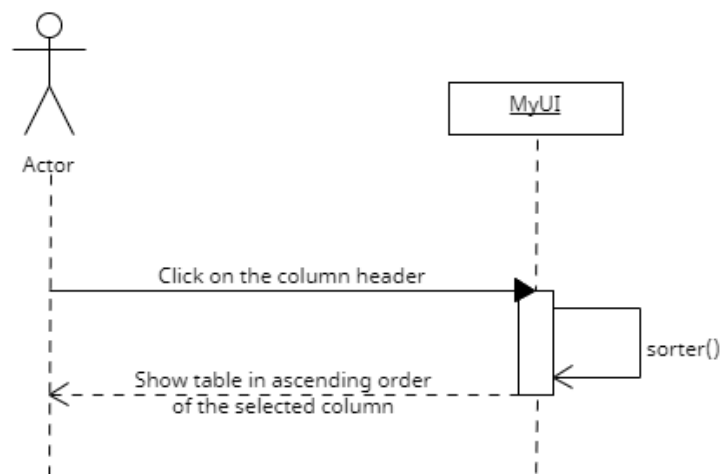 MyUI
Actor
Click on the column header
sorter()
Show table in ascending order
of the selected column